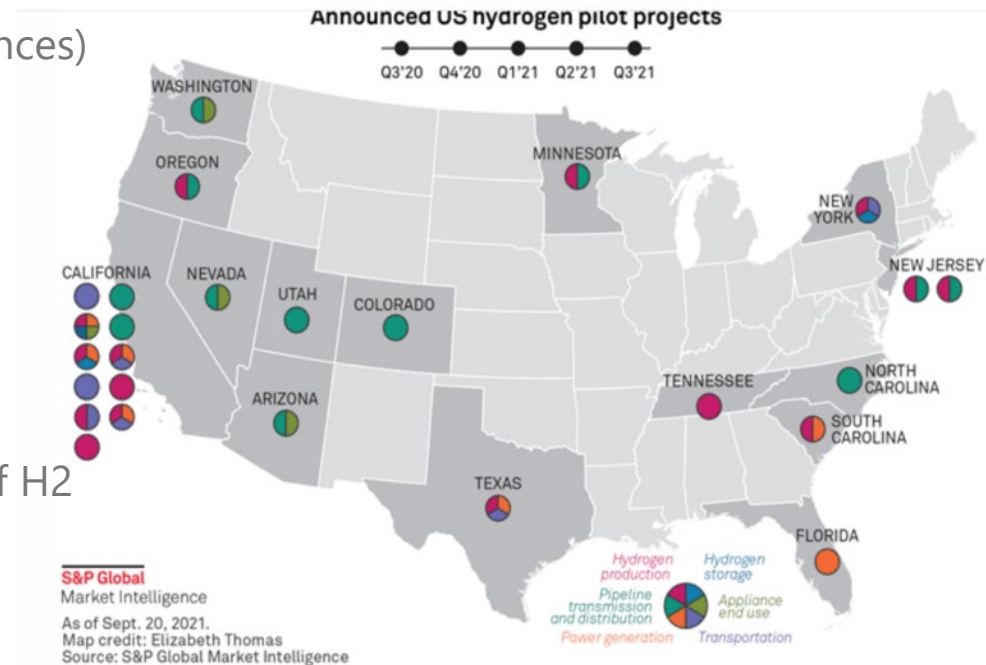 Announced US hydrogen pilot projects
nces)
Q3'20 Q4'20 Q1'21 Q2'21 Q3'21
WASHINGTON
OREGON
MINNESOTA
NEW
YORK
CALIFORNIA
NEVADA
UTAH
COLORADO
NEW JERSEY
ARIZONA
TENNESSEE
NORTH
CAROLINA
SOUTH
CAROLINA
f H2
TEXAS
FLORIDA
Hydrogen
production
Hydrogen
storage
Pipeline
transmission
and distribution
Appliance
end use
Power generation
Transportation
S&P Global
Market Intelligence
As of Sept. 20, 2021.
Map credit: Elizabeth Thomas
Source: S&P Global Market Intelligence